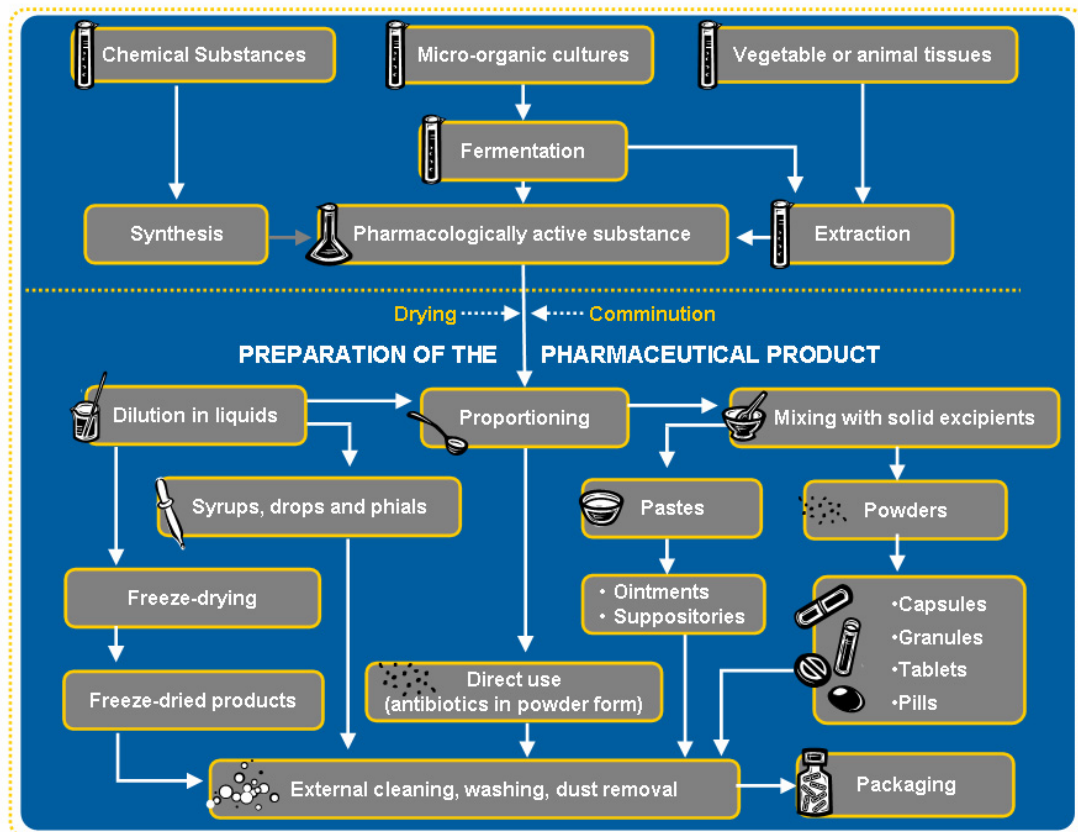 Chemical Substances
Micro-organic cultures
Vegetable or animal tissues
Fermentation
Synthesis
Pharmacologically active substance
Extraction
Drying
Comminution
PREPARATION OF THE PHARMACEUTICAL PRODUCT
Dilution in liquids
Proportioning
Mixing with solid excipients
Syrups, drops and phials
Pastes
Powders
Freeze-drying
• Ointments
• Suppositories
•Capsules
•Granules
•Tablets
•Pills
Freeze-dried products
Direct use
(antibiotics in powder form)
External cleaning, washing, dust removal
Packaging